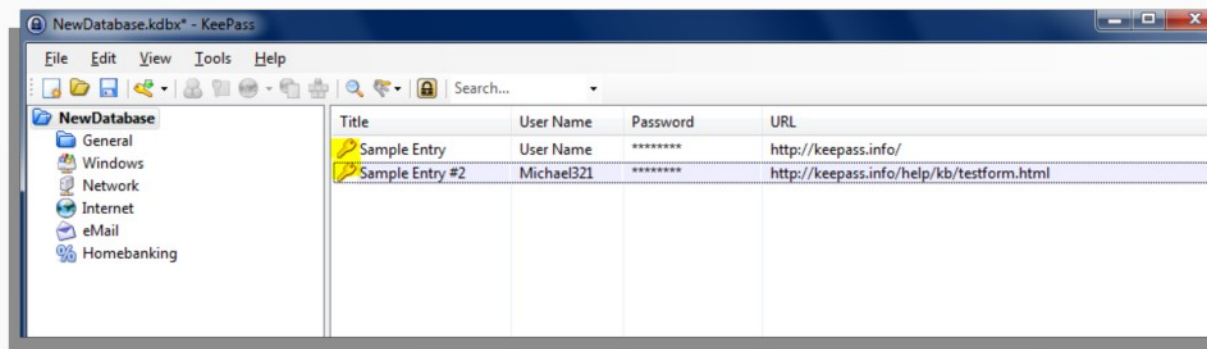 NewDatabase.kdbx* - KeePass
File Edit View Tools Help
Search...
NewDatabase
General
Windows
Network
Internet
eMail
Homebanking
Title User Name Password URL
Sample Entry User Name ******** http://keepass.info/
Sample Entry #2 Michael321 ******** http://keepass.info/help/kb/testform.html